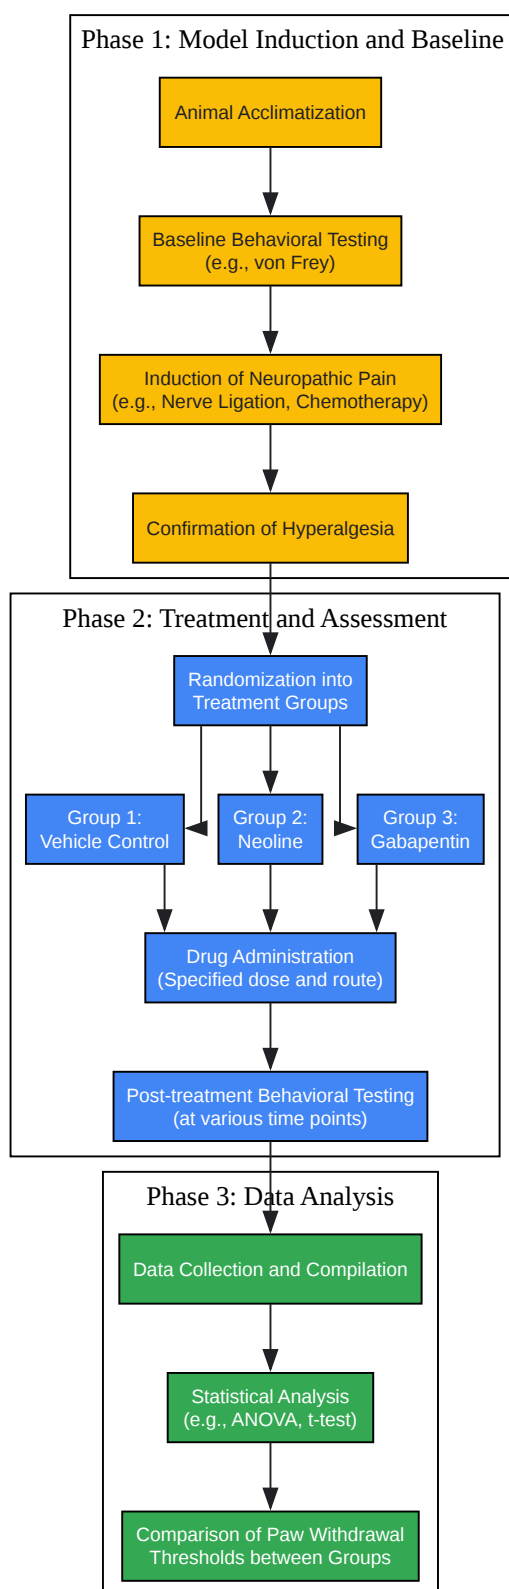 Phase 1: Model Induction and Baseline
Animal Acclimatization
Baseline Behavioral Testing
(e.g., von Frey)
Induction of Neuropathic Pain
(e.g., Nerve Ligation, Chemotherapy)
Confirmation of Hyperalgesia
Phase 2: Treatment and Assessment
Randomization into
Treatment Groups
Group 1:
Vehicle Control
Group 2:
Neoline
Group 3:
Gabapentin
Drug Administration
(Specified dose and route)
Post-treatment Behavioral Testing
(at various time points)
Phase 3: Data Analysis
Data Collection and Compilation
Statistical Analysis
(e.g., ANOVA, t-test)
Comparison of Paw Withdrawal
Thresholds between Groups